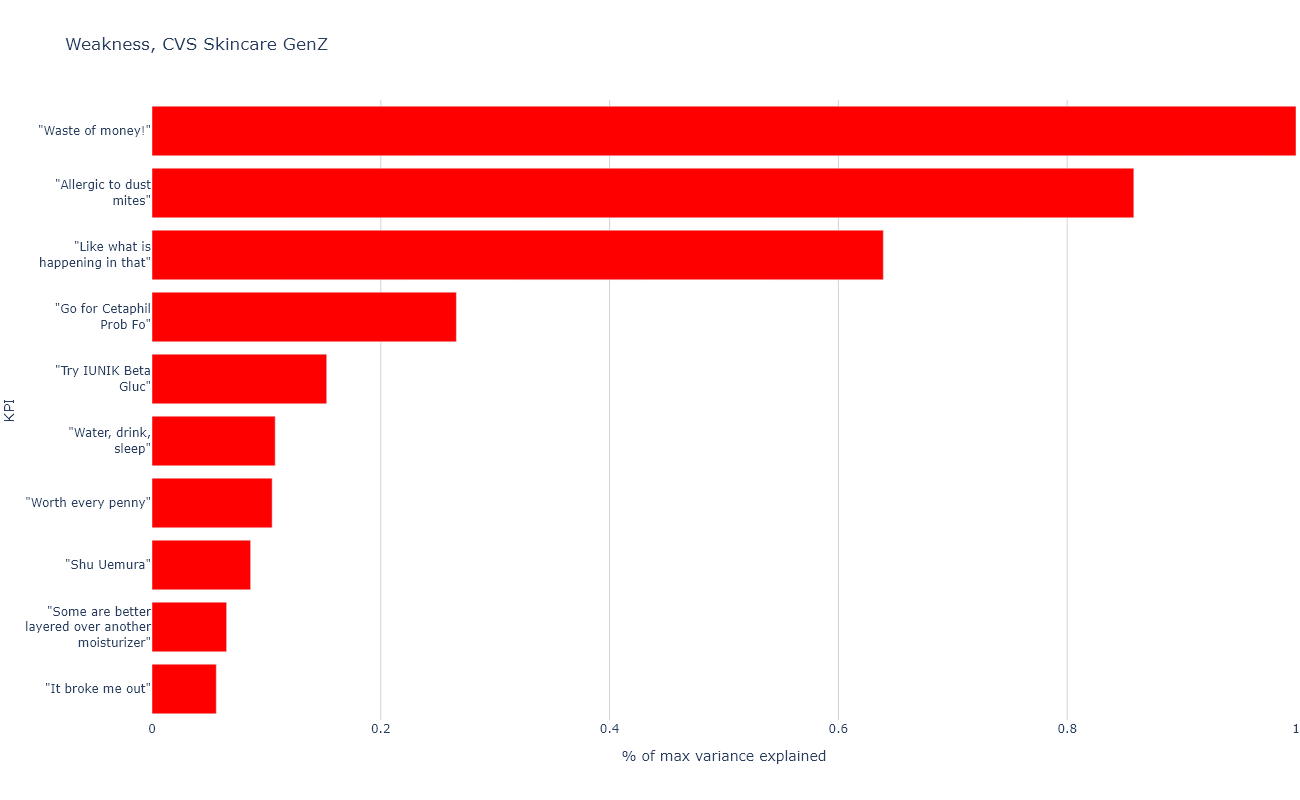 Weakness, CVS Skincare GenZ
"Waste of money!"
"Allergic to dust
mites"
"Like what is
happening in that"
"Go for Cetaphil
Prob Fo"
"Try IUNIK Beta
Gluc"
"Water, drink,
sleep"
"Worth every penny"
"Shu Uemura"
"Some are better
layered over another
moisturizer"
"It broke me out"
KPI
0
0.2
0.4
0.6
0.8
1
% of max variance explained